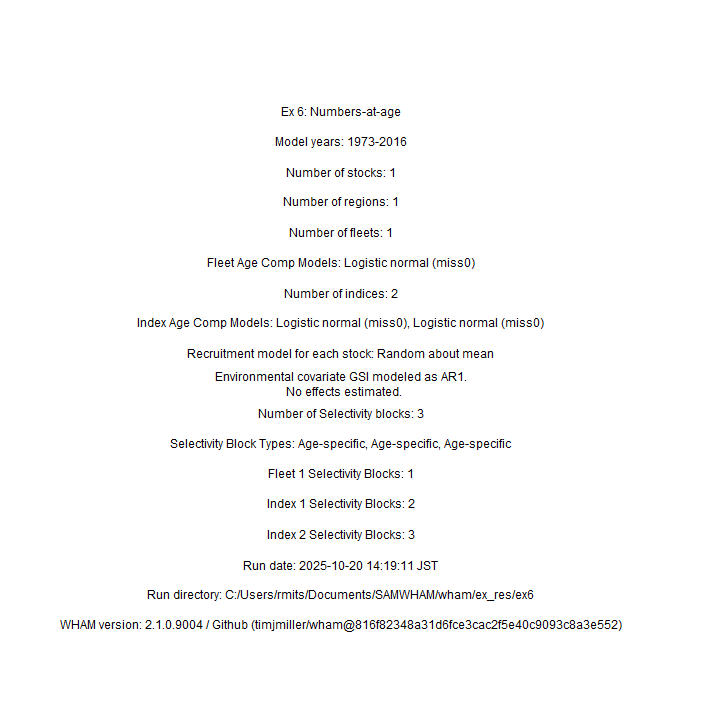 Ex 6: Numbers-at-age
Model years: 1973-2016
Number of stocks: 1
Number of regions: 1
Number of fleets: 1
Fleet Age Comp Models: Logistic normal (miss0)
Number of indices: 2
Index Age Comp Models: Logistic normal (miss0), Logistic normal (miss0)
Recruitment model for each stock: Random about mean
Environmental covariate GSI modeled as AR1.
No effects estimated.
Number of Selectivity blocks: 3
Selectivity Block Types: Age-specific, Age-specific, Age-specific
Fleet 1 Selectivity Blocks: 1
Index 1 Selectivity Blocks: 2
Index 2 Selectivity Blocks: 3
Run date: 2025-10-20 14:19:11 JST
Run directory: C:/Users/rmits/Documents/SAMWHAM/wham/ex_res/ex6
WHAM version: 2.1.0.9004 / Github (timjmiller/wham@816f82348a31d6fce3cac2f5e40c9093c8a3e552)